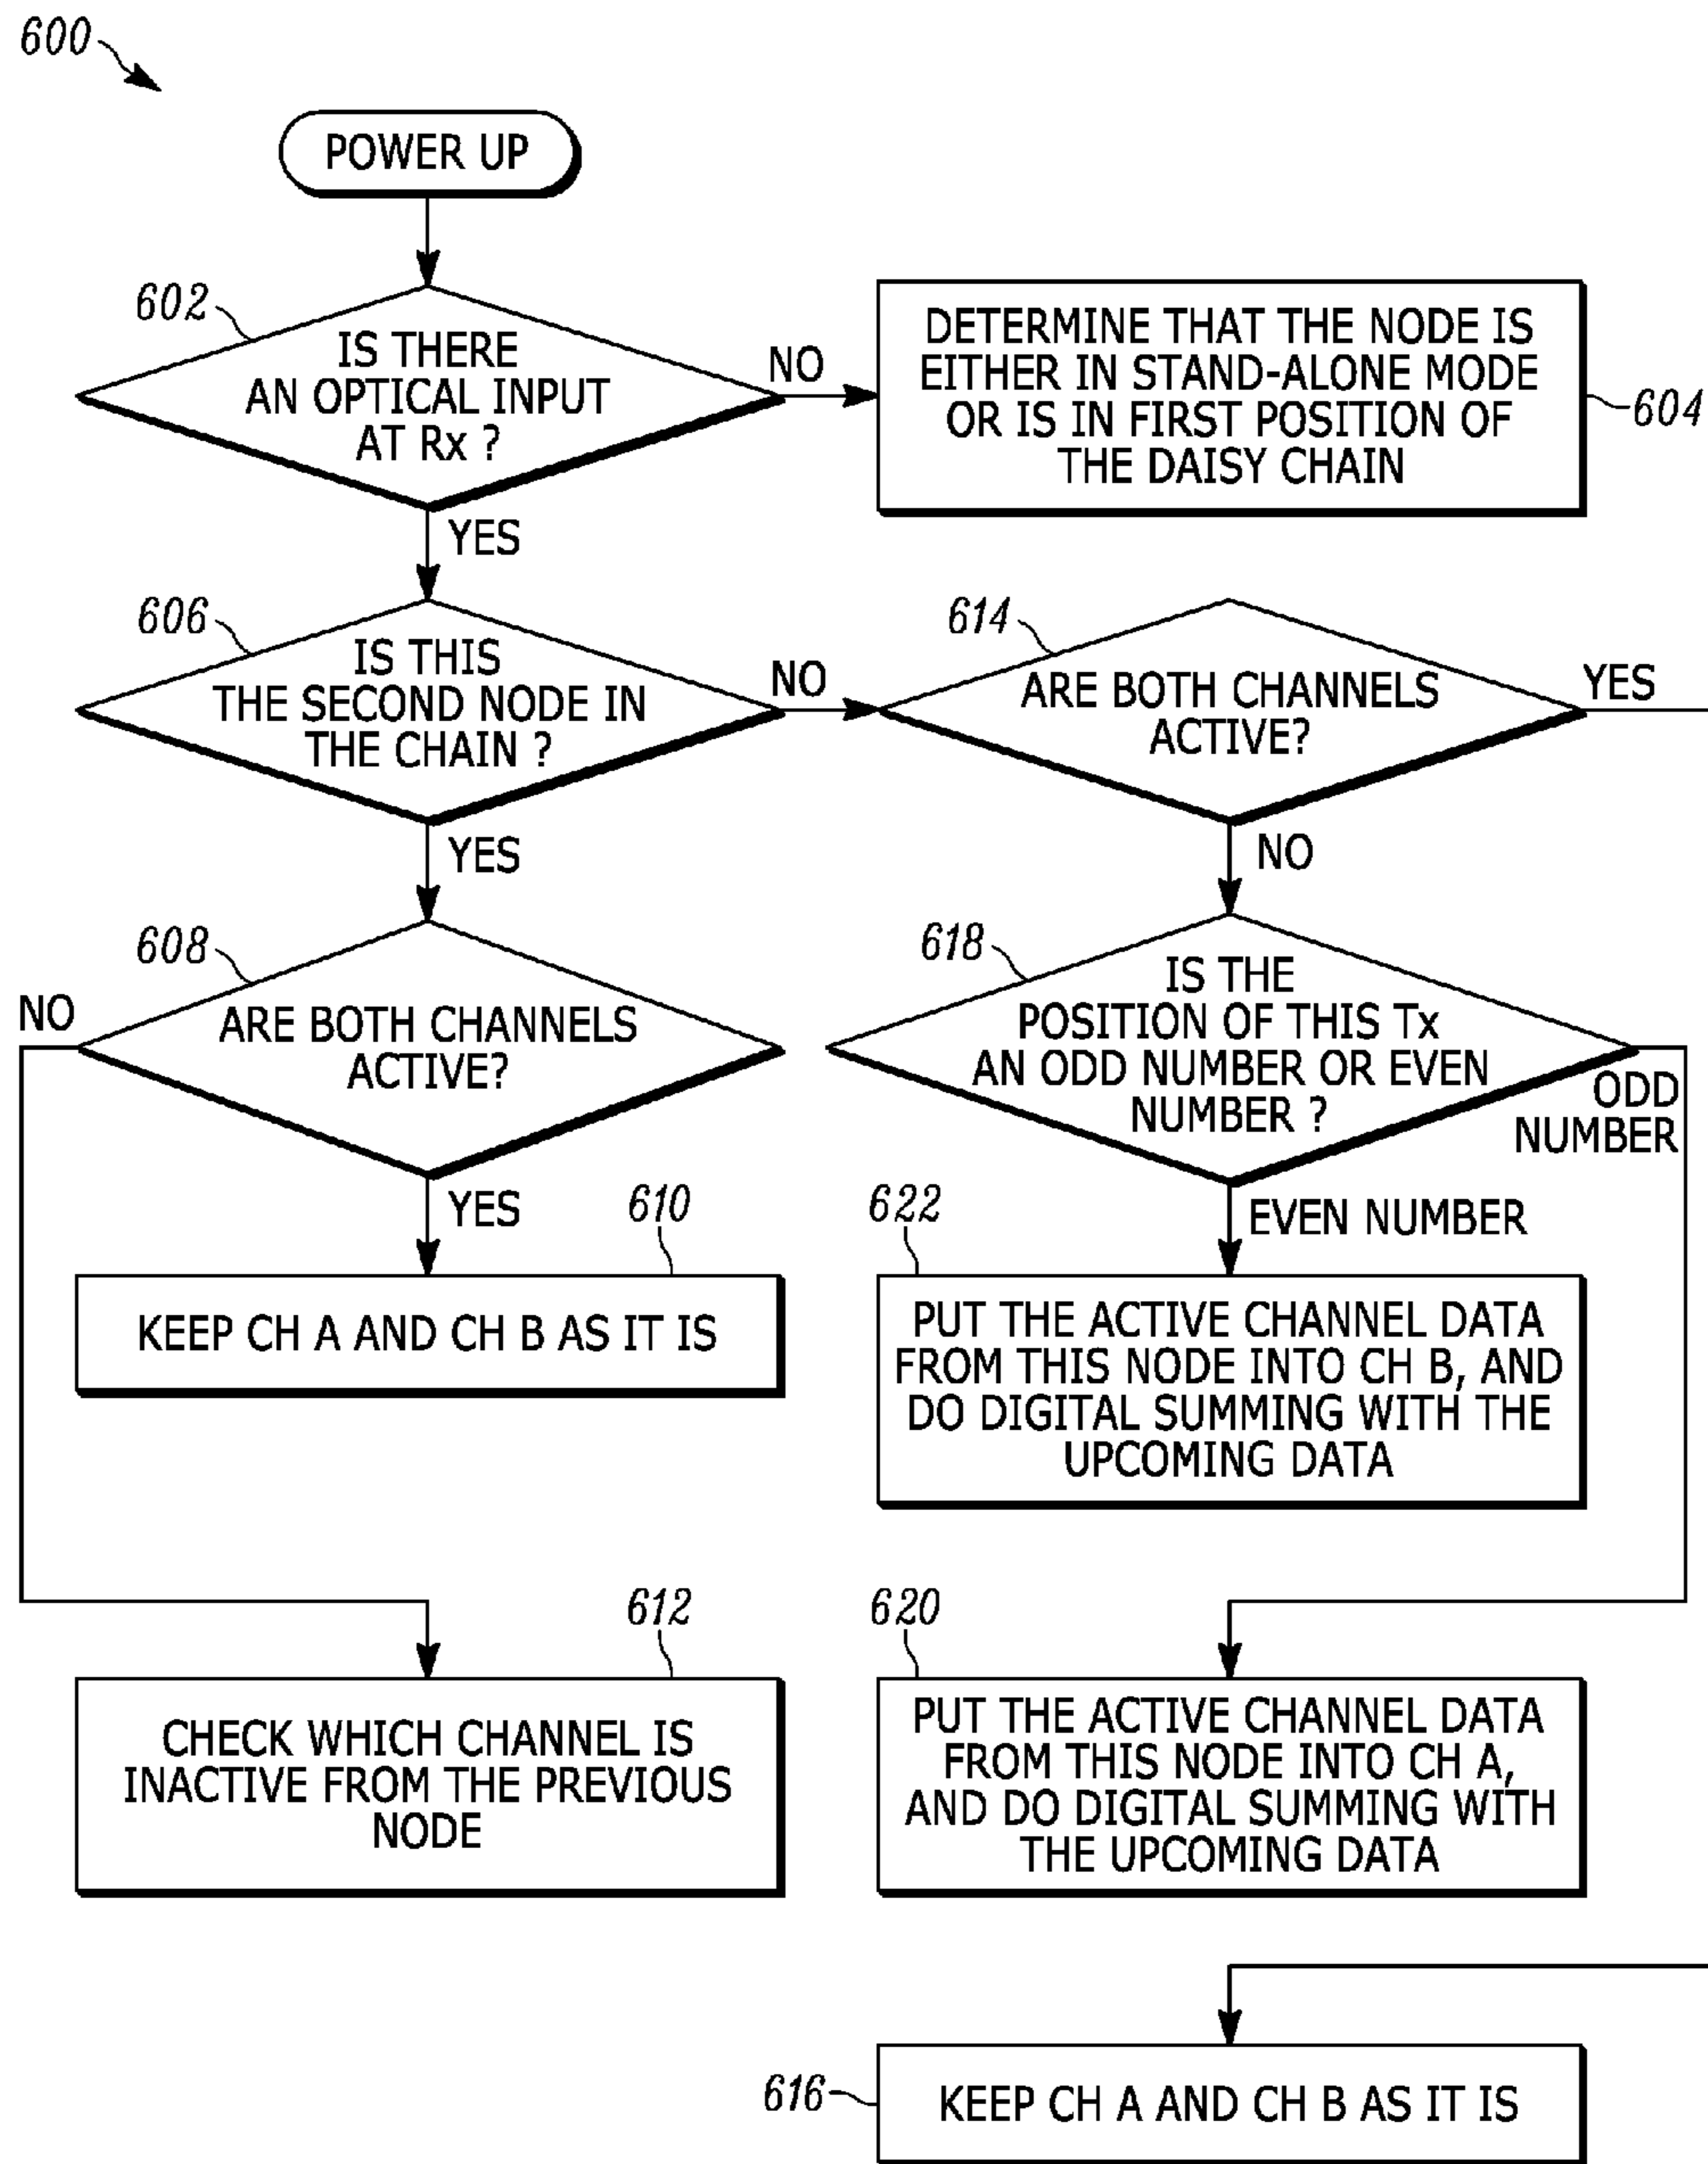 600
POWER UP
602
IS THERE
AN OPTICAL INPUT
AT Rx ?
NO
DETERMINE THAT THE NODE IS
EITHER IN STAND-ALONE MODE
OR IS IN FIRST POSITION OF
THE DAISY CHAIN
604
YES
606
IS THIS
THE SECOND NODE IN
THE CHAIN ?
NO
614
ARE BOTH CHANNELS
ACTIVE?
YES
YES
NO
608
ARE BOTH CHANNELS
ACTIVE?
NO
618
IS THE
POSITION OF THIS Tx
AN ODD NUMBER OR EVEN
NUMBER ?
ODD
NUMBER
YES
610
KEEP CH A AND CH B AS IT IS
622
EVEN NUMBER
PUT THE ACTIVE CHANNEL DATA
FROM THIS NODE INTO CH B, AND
DO DIGITAL SUMMING WITH THE
UPCOMING DATA
612
CHECK WHICH CHANNEL IS
INACTIVE FROM THE PREVIOUS
NODE
620
PUT THE ACTIVE CHANNEL DATA
FROM THIS NODE INTO CH A,
AND DO DIGITAL SUMMING WITH
THE UPCOMING DATA
616
KEEP CH A AND CH B AS IT IS